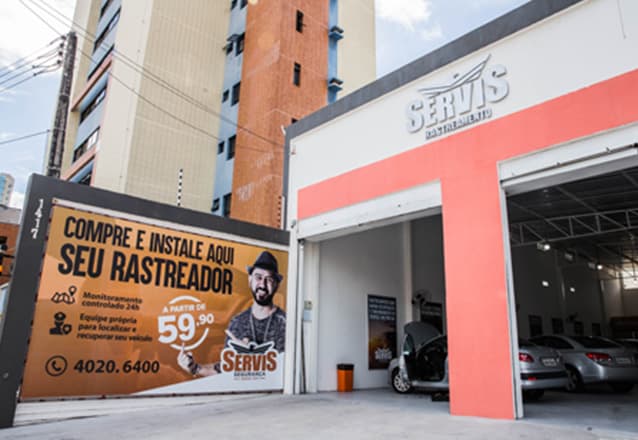 SERVIS
RASTREAMENTO
COMPRE E INSTALE AQUI
SEU RASTREADOR
Monitoramento
controlado 24h
Equipe própria
para localizar e
recuperar seu veículo
A PARTIR DE
59,90
4020. 6400
SERVIS
SEGURANÇA